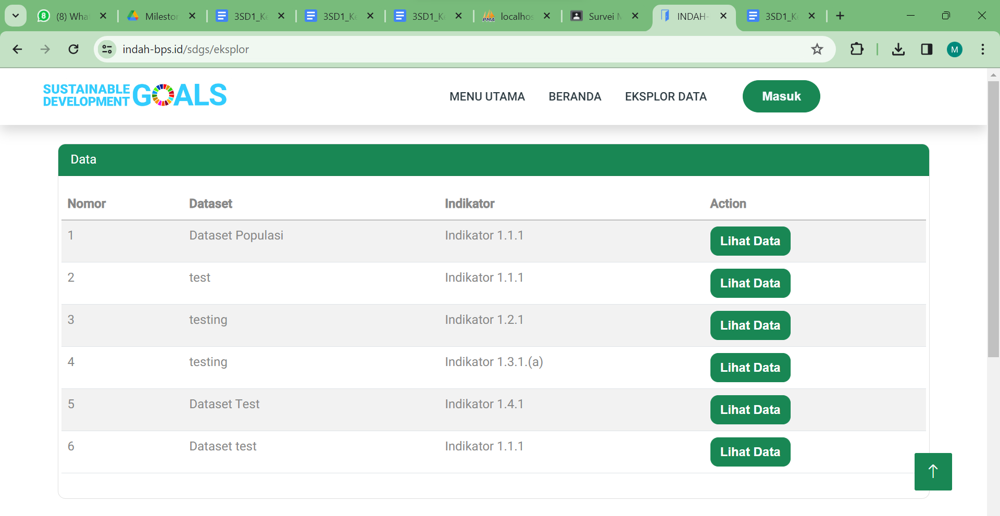 (8) What
Milestor
3SD1_Ke
3SD1_Ke
3SD1_Ke
localhos
Survei M
INDAH-
3SD1_Ke
indah-bps.id/sdgs/eksplor
M
SUSTAINABLE
DEVELOPMENT GOALS
MENU UTAMA
BERANDA
EKSPLOR DATA
Masuk
Data
Nomor Dataset Indikator Action
1 Dataset Populasi Indikator 1.1.1 Lihat Data
2 test Indikator 1.1.1 Lihat Data
3 testing Indikator 1.2.1 Lihat Data
4 testing Indikator 1.3.1.(a) Lihat Data
5 Dataset Test Indikator 1.4.1 Lihat Data
6 Dataset test Indikator 1.1.1 Lihat Data